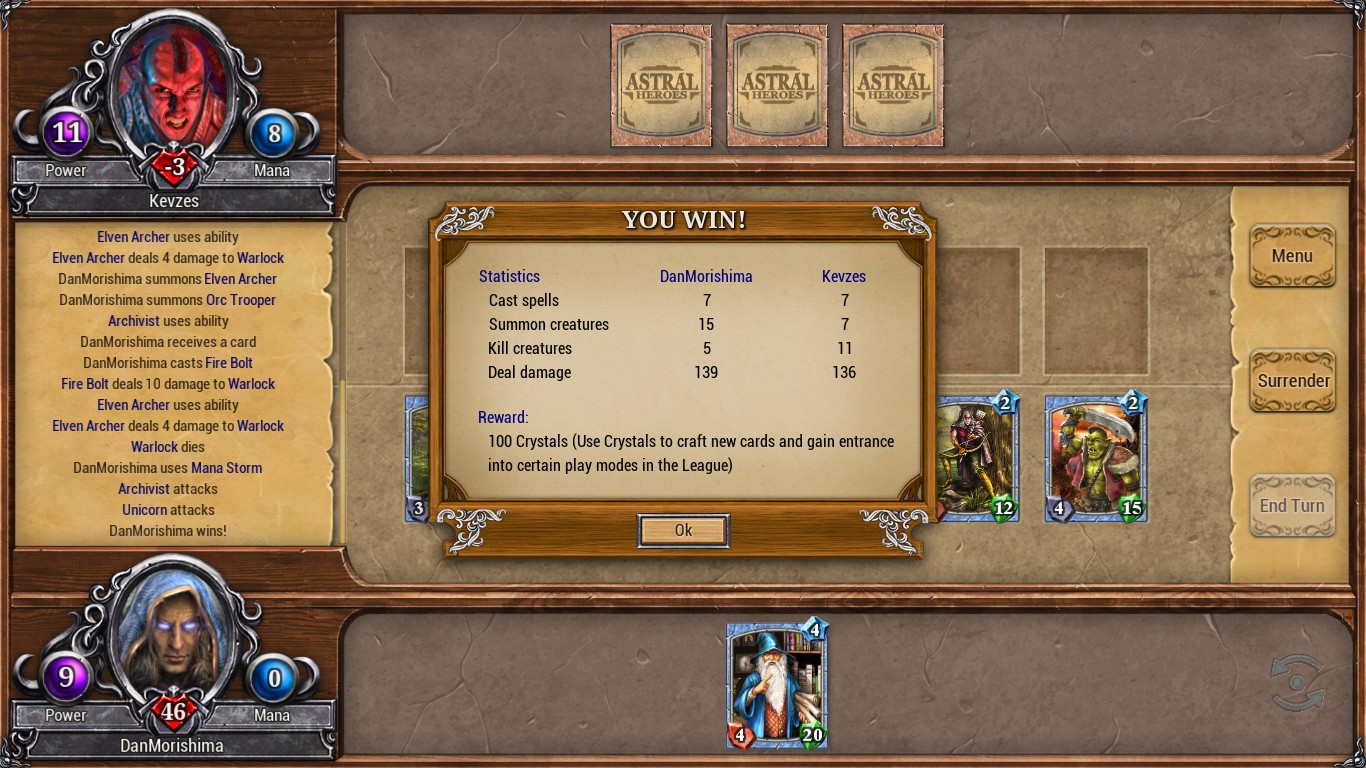 11
8
-3
Power
Mana
Kevzes
ASTRAL
HEROES
ASTRAL
HEROES
ASTRAL
HEROES
Elven Archer uses ability
Elven Archer deals 4 damage to Warlock
DanMorishima summons Elven Archer
DanMorishima summons Orc Trooper
Archivist uses ability
DanMorishima receives a card
DanMorishima casts Fire Bolt
Fire Bolt deals 10 damage to Warlock
Elven Archer uses ability
Elven Archer deals 4 damage to Warlock
Warlock dies
DanMorishima uses Mana Storm
Archivist attacks
Unicorn attacks
DanMorishima wins!
YOU WIN!
Statistics DanMorishima Kevzes
Cast spells 7 7
Summon creatures 15 7
Kill creatures 5 11
Deal damage 139 136
Reward:
100 Crystals (Use Crystals to craft new cards and gain entrance
into certain play modes in the League)
Ok
3
2
12
2
4
15
Menu
Surrender
End Turn
9
0
46
Power
Mana
DanMorishima
4
4
20